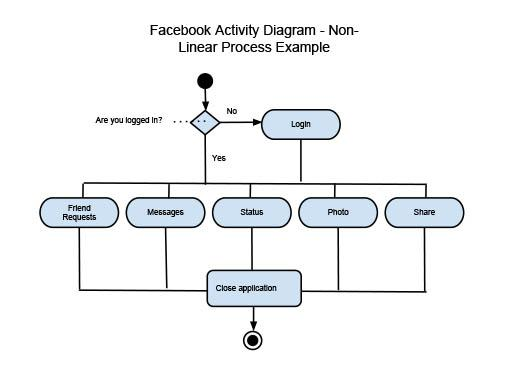 Facebook Activity Diagram - Non-
Linear Process Example
No
Are you logged in?
Login
Yes
Friend
Requests
Messages
Status
Photo
Share
Close application